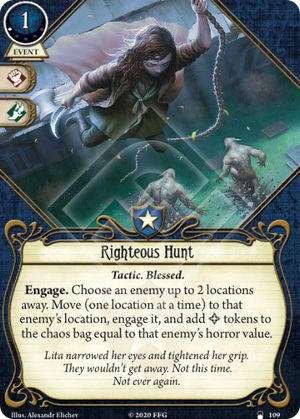 1
EVENT
Righteous Hunt
Tactic. Blessed.
Engage. Choose an enemy up to 2 locations
away. Move (one location at a time) to that
enemy's location, engage it, and add tokens to
the chaos bag equal to that enemy's horror value.
Lita narrowed her eyes and tightened her grip.
They wouldn't get away. Not this time.
Not ever again.
Illus. Alexandr Elichev
© 2020 FFG
109